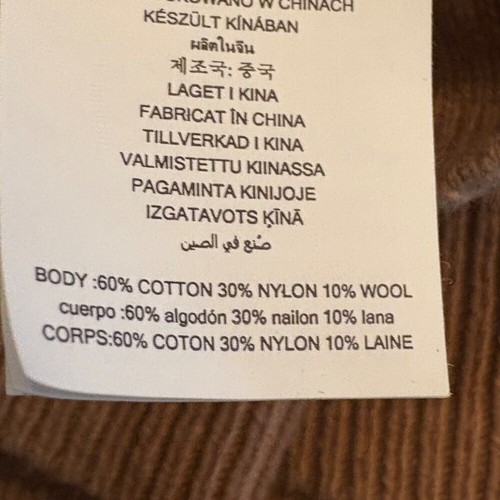 W CHINACH
KÉSZÜLT KÍNÁBAN
ผลิตในจีน
제조국: 중국
LAGET I KINA
FABRICAT ÎN CHINA
TILLVERKAD I KINA
VALMISTETTU KIINASSA
PAGAMINTA KINIJOJE
IZGATAVOTS ĶĪNĀ
صُنع في الصين
BODY :60% COTTON 30% NYLON 10% WOOL
cuerpo :60% algodón 30% nailon 10% lana
CORPS:60% COTON 30% NYLON 10% LAINE